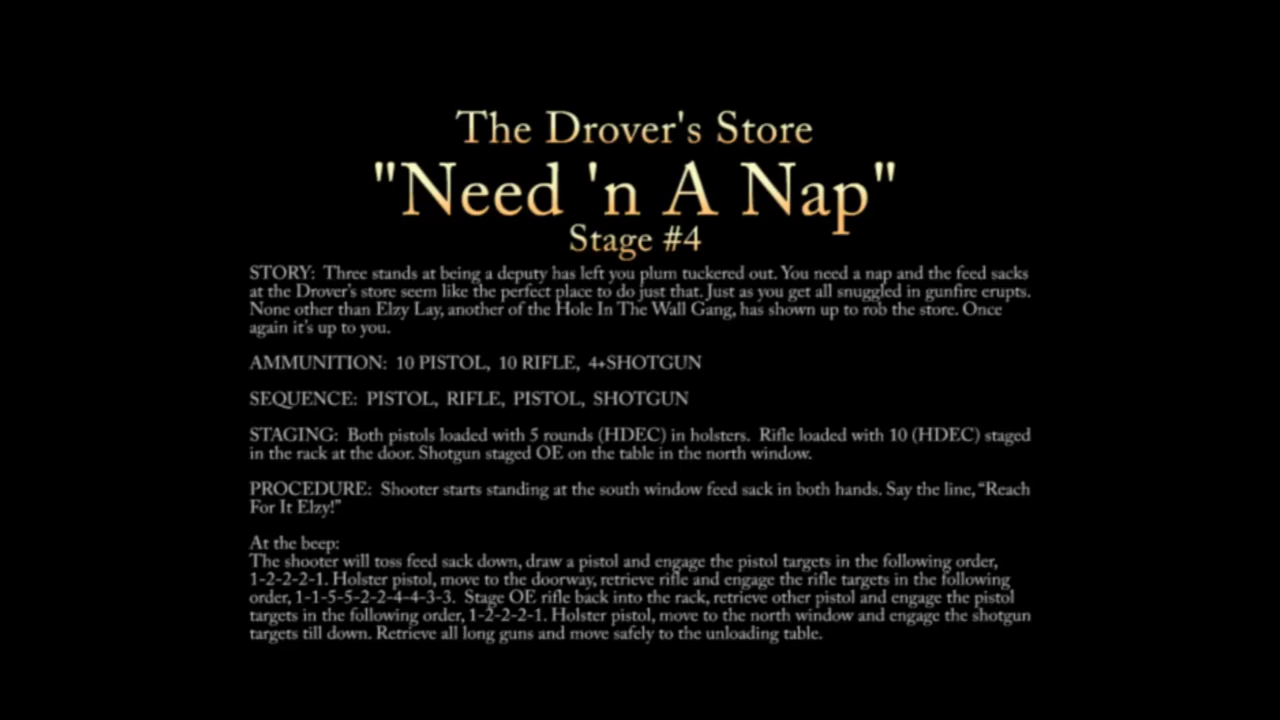 The Drover's Store
"Need 'n A Nap"
Stage #4
STORY: Three stands at being a deputy has left you plum tuckered out. You need a nap and the feed sacks
at the Drover's store seem like the perfect place to do just that. Just as you get all snuggled in gunfire erupts.
None other than Elzy Lay, another of the Hole In The Wall Gang, has shown up to rob the store. Once
again it's up to you.
AMMUNITION: 10 PISTOL, 10 RIFLE, 4+SHOTGUN
SEQUENCE: PISTOL, RIFLE, PISTOL, SHOTGUN
STAGING: Both pistols loaded with 5 rounds (HDEC) in holsters. Rifle loaded with 10 (HDEC) staged
in the rack at the door. Shotgun staged OE on the table in the north window.
PROCEDURE: Shooter starts standing at the south window feed sack in both hands. Say the line, “Reach
For It Elzy!”
At the beep:
The shooter will toss feed sack down, draw a pistol and engage the pistol targets in the following order,
1-2-2-2-1. Holster pistol, move to the doorway, retrieve rifle and engage the rifle targets in the following
order, 1-1-5-5-2-2-4-4-3-3. Stage OE rifle back into the rack, retrieve other pistol and engage the pistol
targets in the following order, 1-2-2-2-1. Holster pistol, move to the north window and engage the shotgun
targets till down. Retrieve all long guns and move safely to the unloading table.